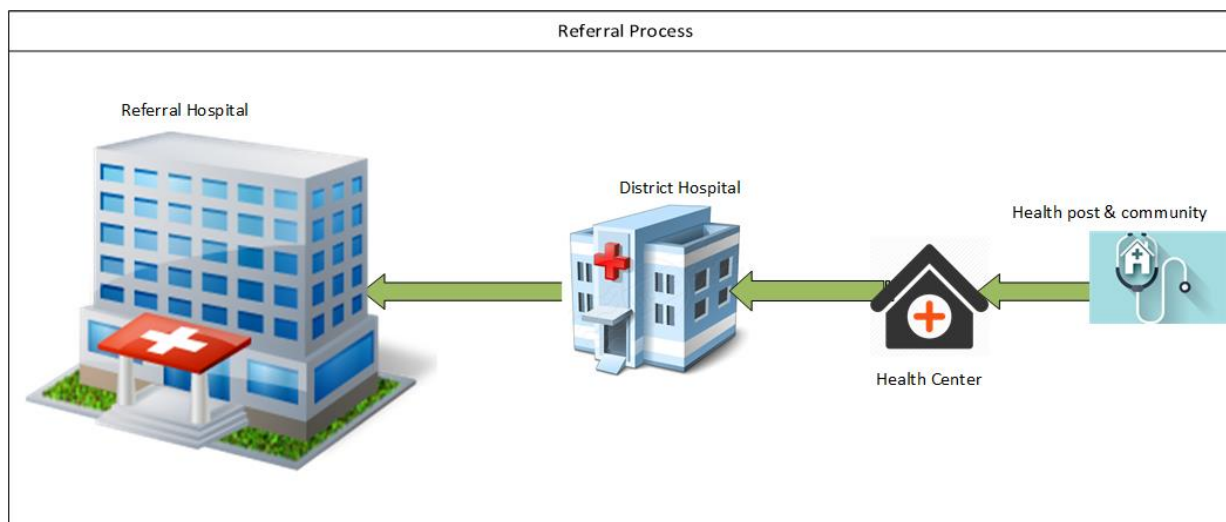 Referral Process
Referral Hospital
District Hospital
Health post & community
Health Center